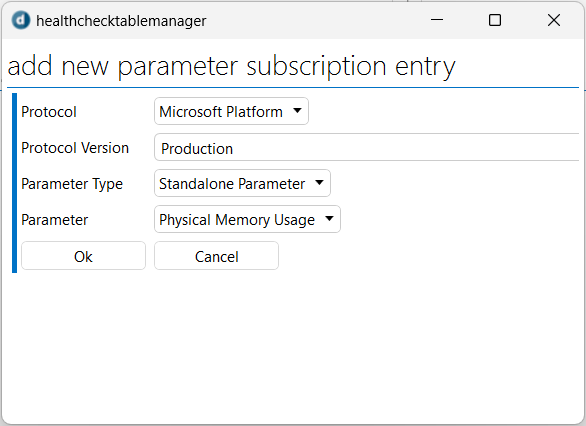 healthchecktablemanager
add new parameter subscription entry
Protocol Microsoft Platform
Protocol Version Production
Parameter Type Standalone Parameter
Parameter Physical Memory Usage
Ok Cancel